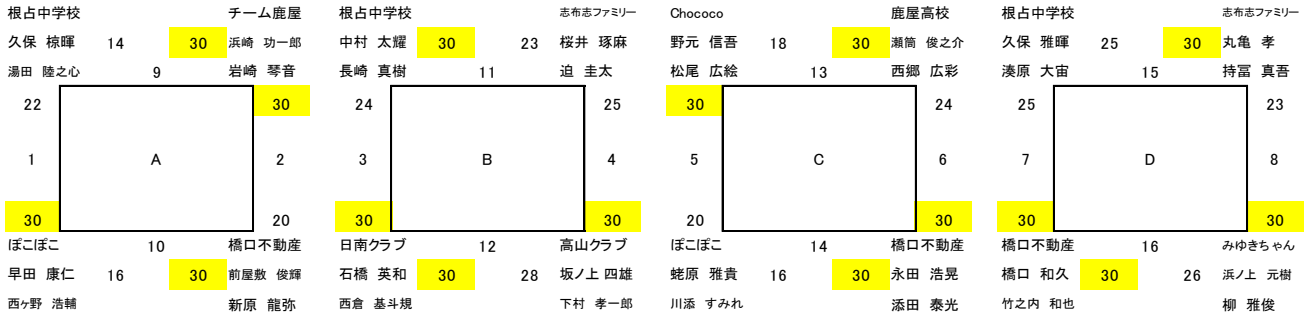 根占中学校 チーム鹿屋 根占中学校 志布志ファミリー Chococo 鹿屋高校 根占中学校 志布志ファミリー
久保 椋暉 14 30 浜崎 功一郎 中村 太耀 30 23 桜井 琢麻 野元 信吾 18 30 瀬筒 俊之介 久保 雅暉 25 30 丸亀 孝
湯田 陸之心 9 岩崎 琴音 長崎 真樹 11 迫 圭太 松尾 広絵 13 西郷 広彩 湊原 大宙 15 持冨 真吾
22 30 24 25 30 24 25 23
1 A 2 3 B 4 5 C 6 7 D 8
30 20 30 30 20 30 30 30
ぽこぽこ 10 橋口不動産 日南クラブ 12 高山クラブ ぽこぽこ 14 橋口不動産 橋口不動産 16 みゆきちゃん
早田 康仁 16 30 前屋敷 俊輝 石橋 英和 30 28 坂ノ上 四雄 蛯原 雅貴 16 30 永田 浩晃 橋口 和久 30 26 浜ノ上 元樹
西ヶ野 浩輔 新原 龍弥 西倉 基斗規 下村 孝一郎 川添 すみれ 添田 泰光 竹之内 和也 柳 雅俊